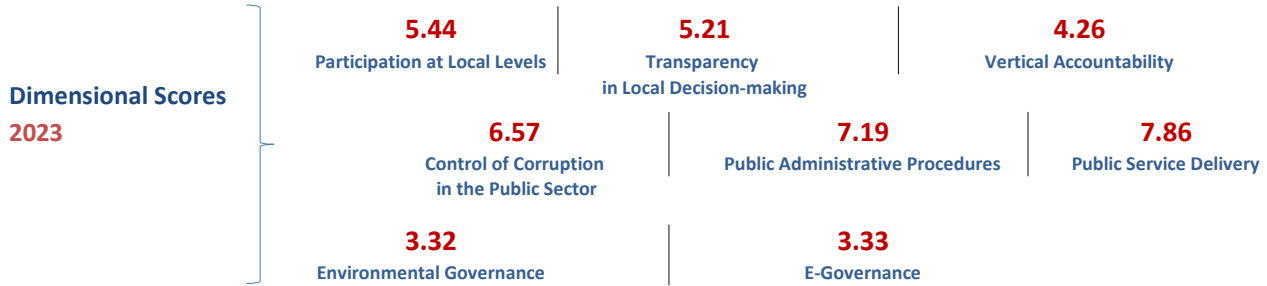 Dimensional Scores
2023
5.44
Participation at Local Levels
5.21
Transparency
in Local Decision-making
4.26
Vertical Accountability
6.57
Control of Corruption
in the Public Sector
7.19
Public Administrative Procedures
7.86
Public Service Delivery
3.32
Environmental Governance
3.33
E-Governance